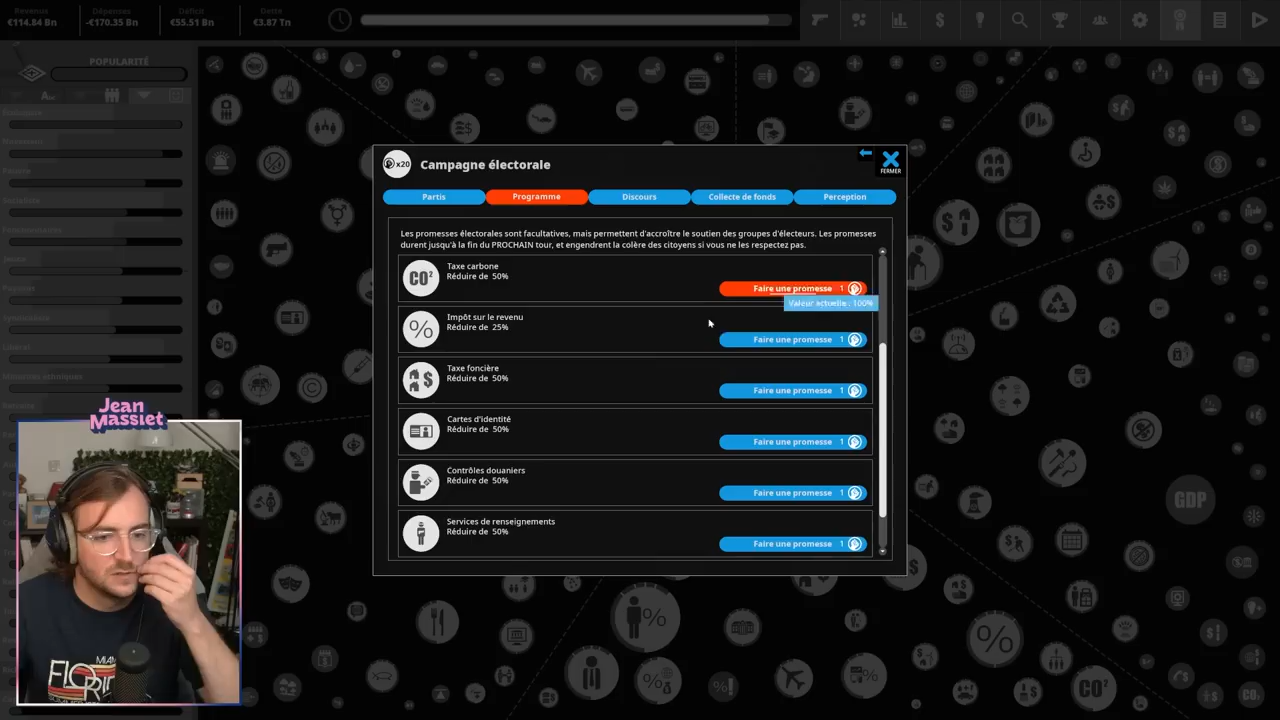 Revenus
Dépenses
Déficit
Dette
€114.84 Bn
-€170.35 Bn
€55.51 Bn
€3.87 Tn
POPULARITÉ
x20
Campagne électorale
FERMER
Partis
Programme
Discours
Collecte de fonds
Perception
Les promesses électorales sont facultatives, mais permettent d'accroître le soutien des groupes d'électeurs. Les promesses
durent jusqu'à la fin du PROCHAIN tour, et engendrent la colère des citoyens si vous ne les respectez pas.
CO²
Taxe carbone
Réduire de 50%
Faire une promesse 1
Valeur actuelle : 100%
%
Impôt sur le revenu
Réduire de 25%
Faire une promesse 1
$
Taxe foncière
Réduire de 50%
Faire une promesse 1
Cartes d'identité
Réduire de 50%
Faire une promesse 1
Contrôles douaniers
Réduire de 50%
Faire une promesse 1
Services de renseignements
Réduire de 50%
Faire une promesse 1
Libéral
GDP
CO²
Jean
Massiet
MIAMI